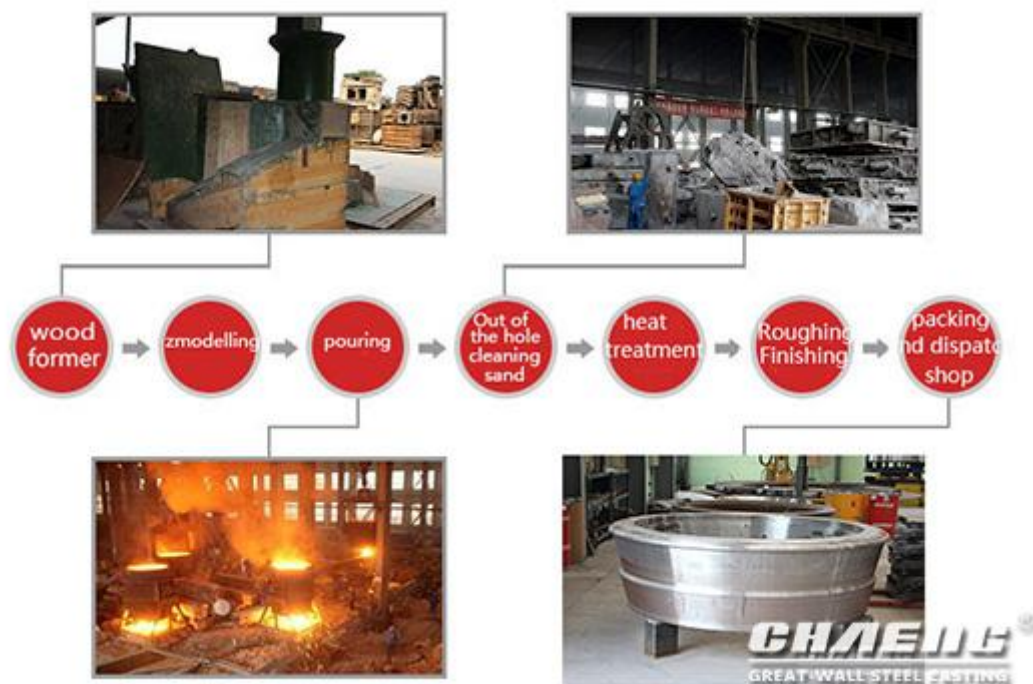 wood
former
zmodelling
pouring
Out of
the hole
cleaning
sand
heat
treatment
Roughing
Finishing
packing
nd dispatc
shop
CHAENG®
GREAT-WALL STEEL CASTING